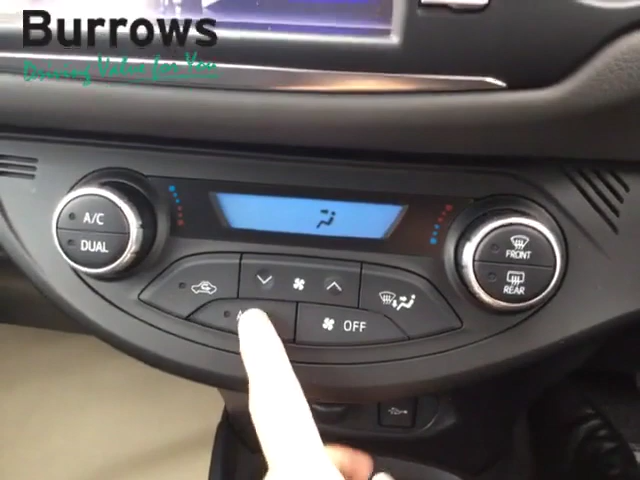 Burrows
Driving Value for You
A/C
DUAL
FRONT
REAR
OFF